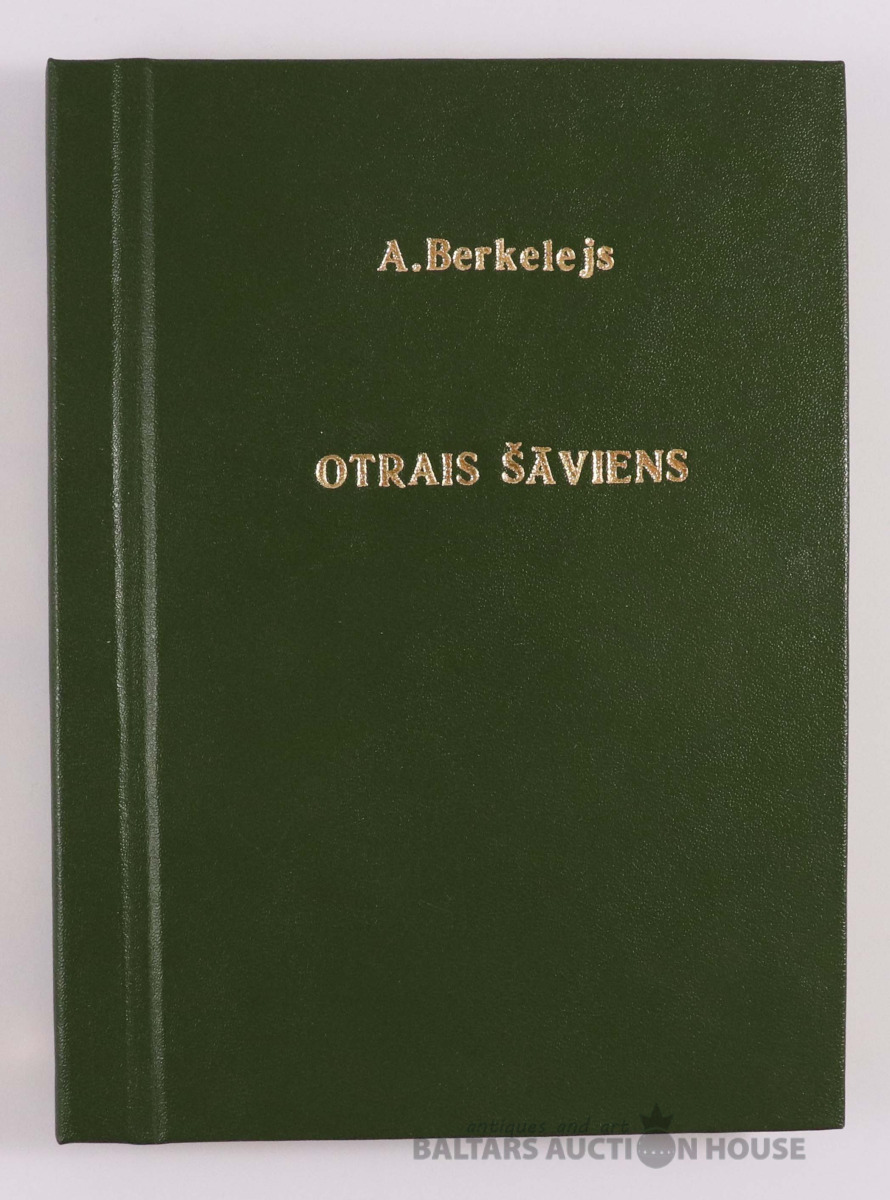 A.Berkelejs
OTRAIS ŠĀVIENS
antiques and art
BALTARS AUCTION HOUSE